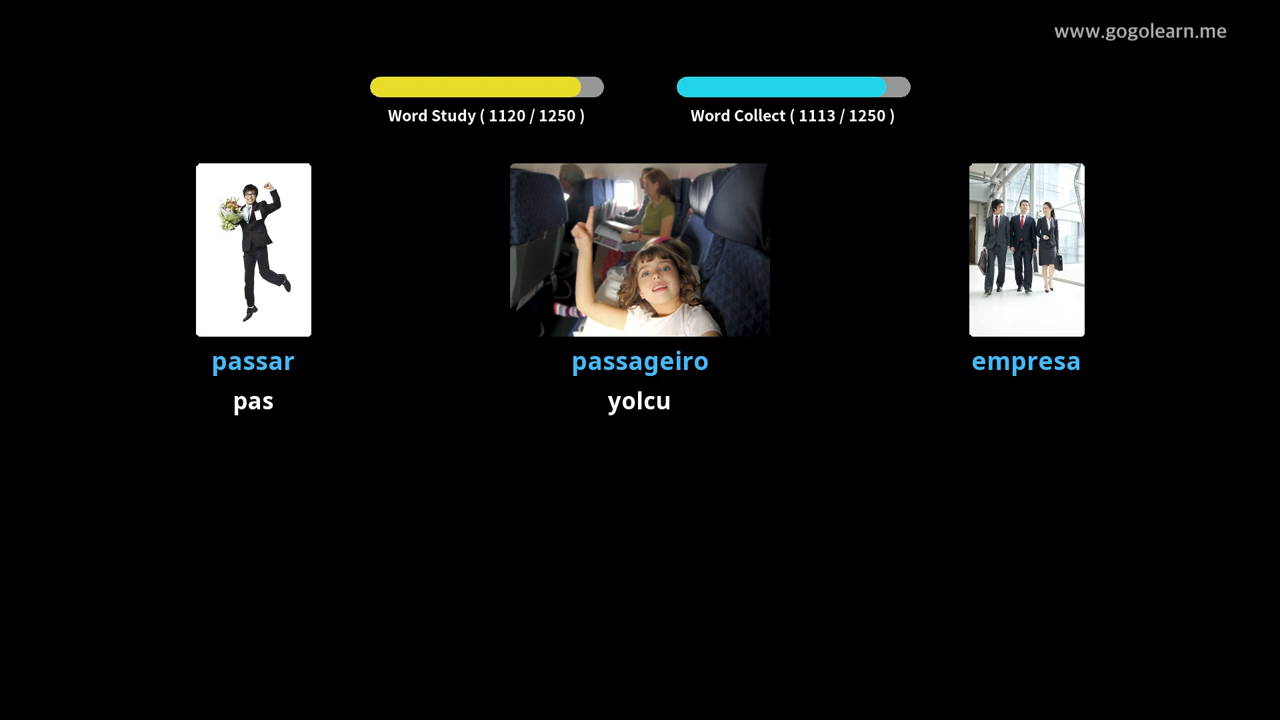 www.gogolearn.me
Word Study ( 1120 / 1250 )
Word Collect ( 1113 / 1250 )
passar
passageiro
empresa
pas
yolcu